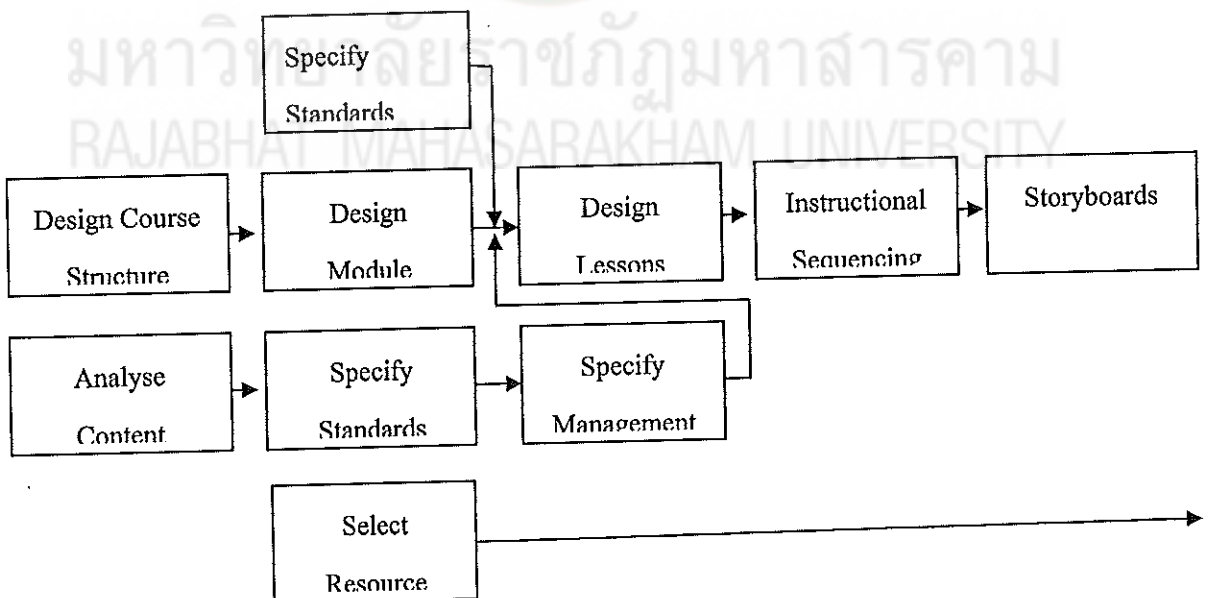 มหาวิทยาลัยราชภัฏมหาสารคาม
RAJABHAT MAHASARAKHAM UNIVERSITY
Specify
Standards
Design Course
Structure
Design
Module
Design
Lessons
Instructional
Sequencing
Storyboards
Analyse
Content
Specify
Standards
Specify
Management
Select
Resource